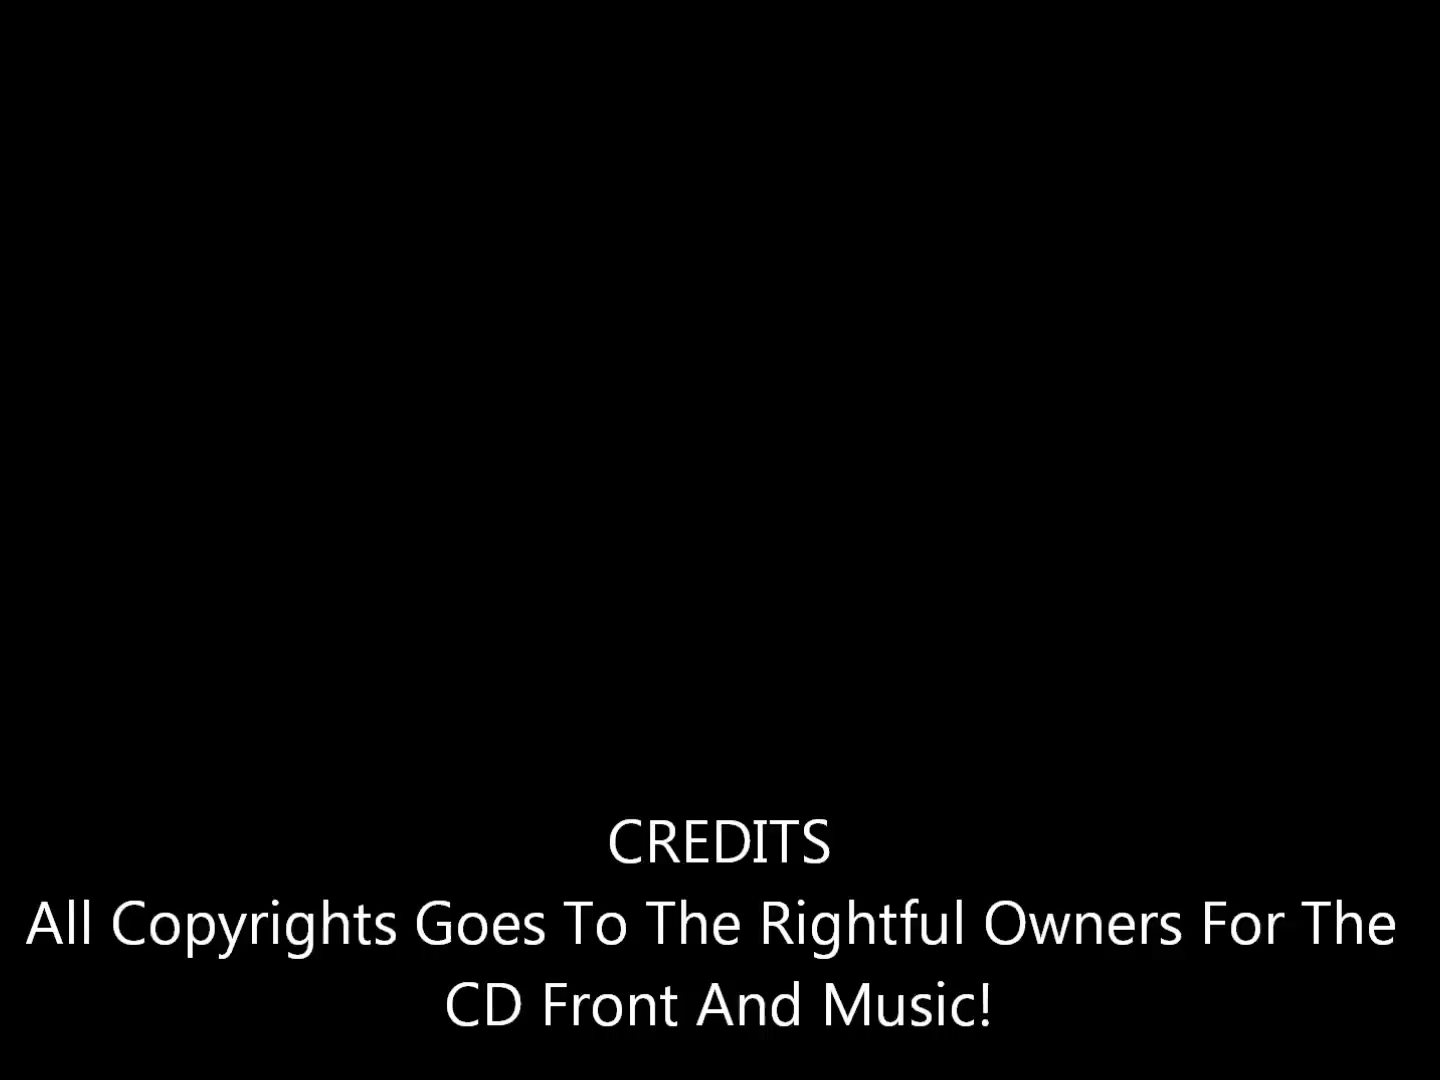 CREDITS
All Copyrights Goes To The Rightful Owners For The
CD Front And Music!